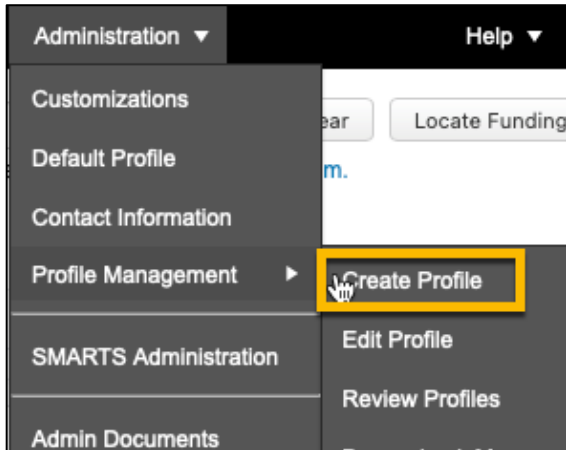 Administration ▼
Help ▼
Customizations
ear
Locate Funding
Default Profile
m.
Contact Information
Profile Management ▶
Create Profile
Edit Profile
SMARTS Administration
Review Profiles
Admin Documents